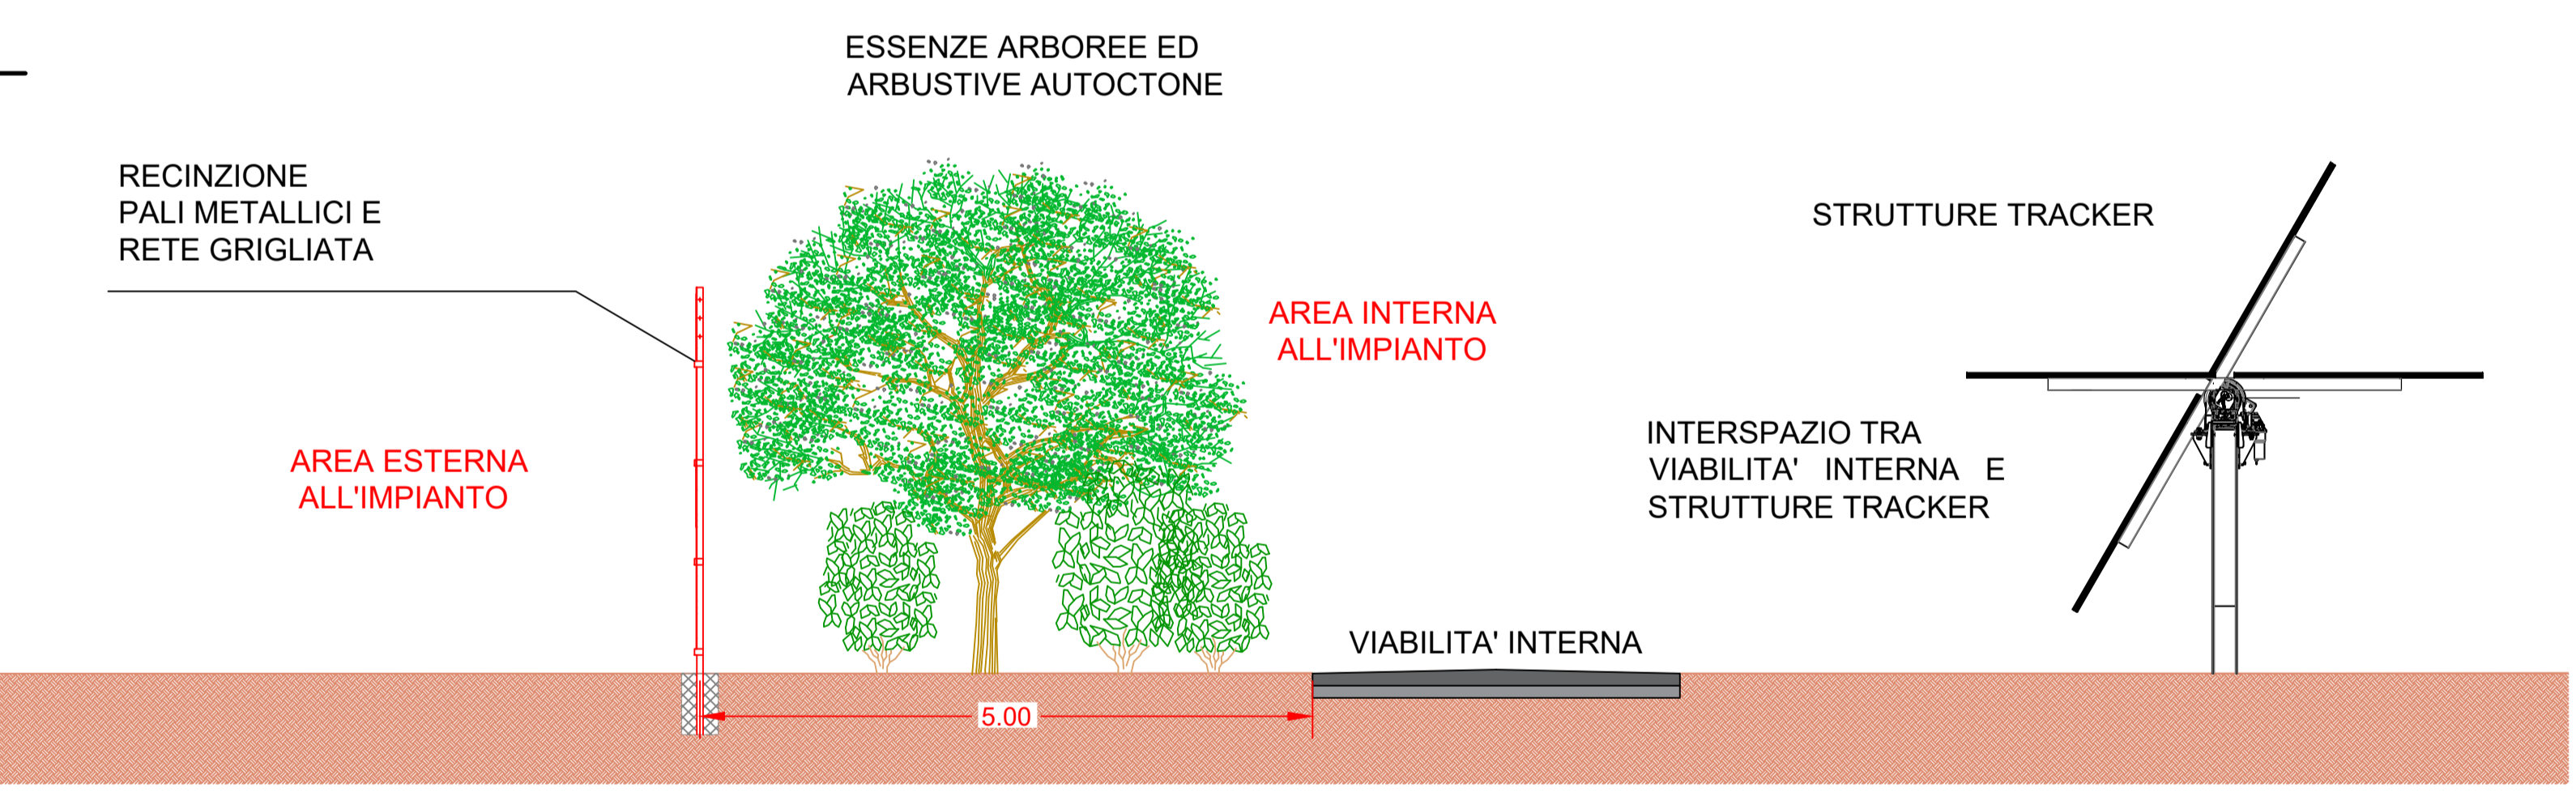 ESSENZE ARBOREE ED
ARBUSTIVE AUTOCTONE
RECINZIONE
PALI METALLICI E
RETE GRIGLIATA
STRUTTURE TRACKER
AREA INTERNA
ALL'IMPIANTO
AREA ESTERNA
ALL'IMPIANTO
INTERSPAZIO TRA
VIABILITA' INTERNA E
STRUTTURE TRACKER
VIABILITA' INTERNA
5.00